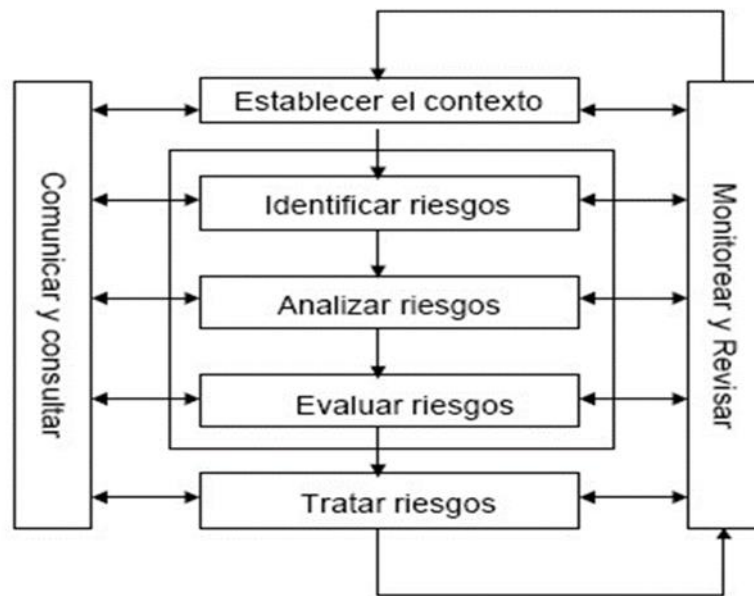 Establecer el contexto
Comunicar y consultar
Identificar riesgos
Analizar riesgos
Evaluar riesgos
Tratar riesgos
Monitorear y Revisar